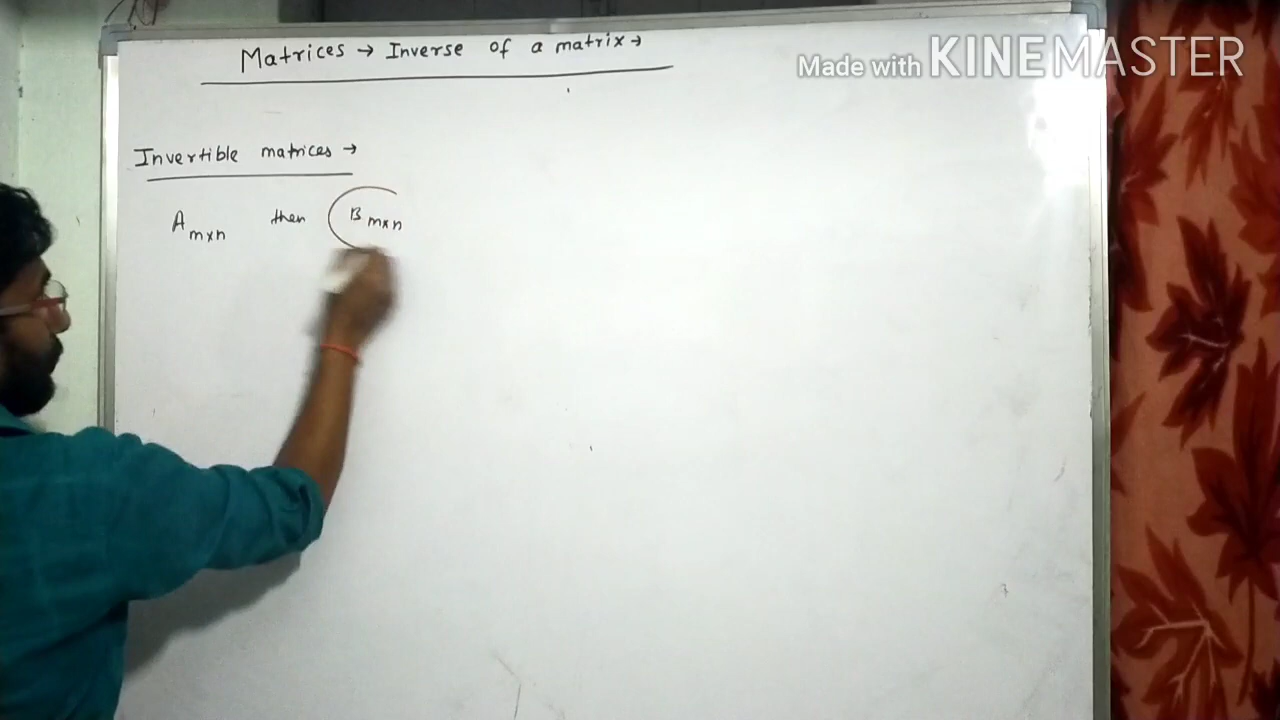 Matrices → Inverse of a matrix →
Made with KINEMASTER
Invertible matrices →
A m×n then B m×n